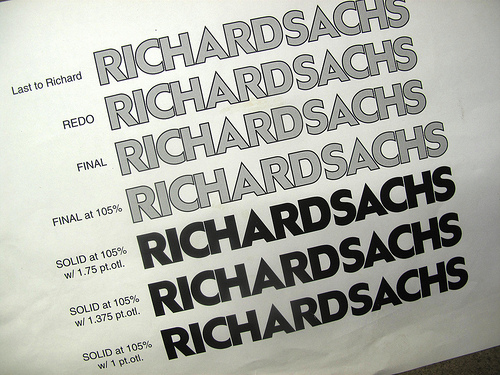 Last to Richard RICHARDSACHS
REDO RICHARDSACHS
FINAL RICHARDSACHS
FINAL at 105% RICHARDSACHS
SOLID at 105% RICHARDSACHS
w/ 1.75 pt.otl.
SOLID at 105% RICHARDSACHS
w/ 1.375 pt.otl.
SOLID at 105% RICHARDSACHS
w/ 1 pt.otl.